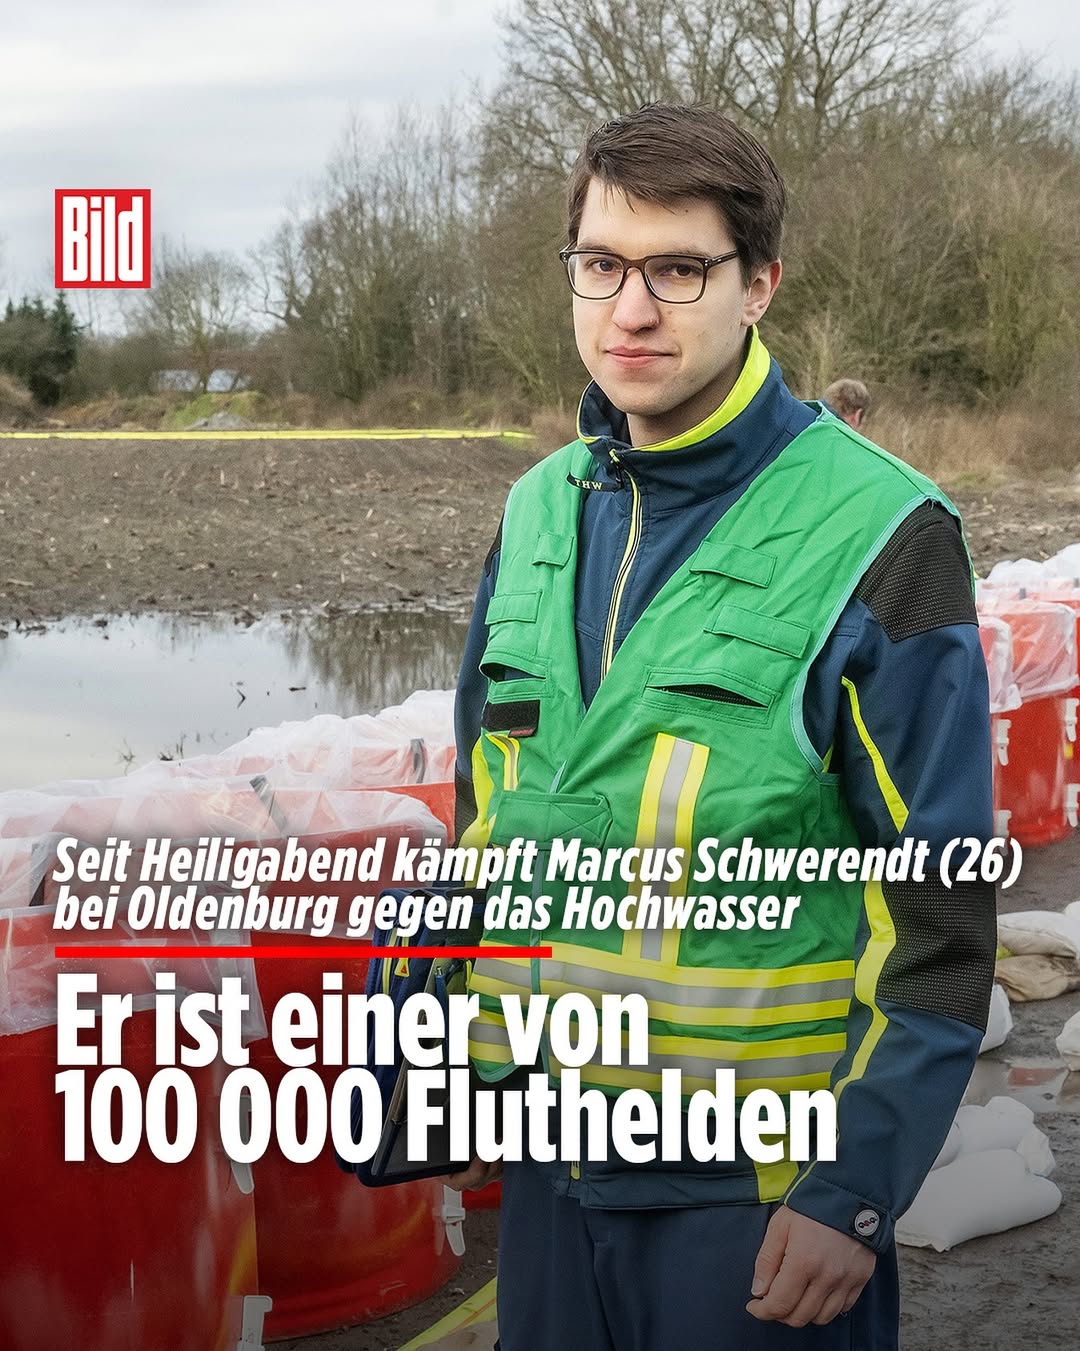 Bild
THW
Seit Heiligabend kämpft Marcus Schwerendt (26)
bei Oldenburg gegen das Hochwasser
Er ist einer von
100 000 Fluthelden